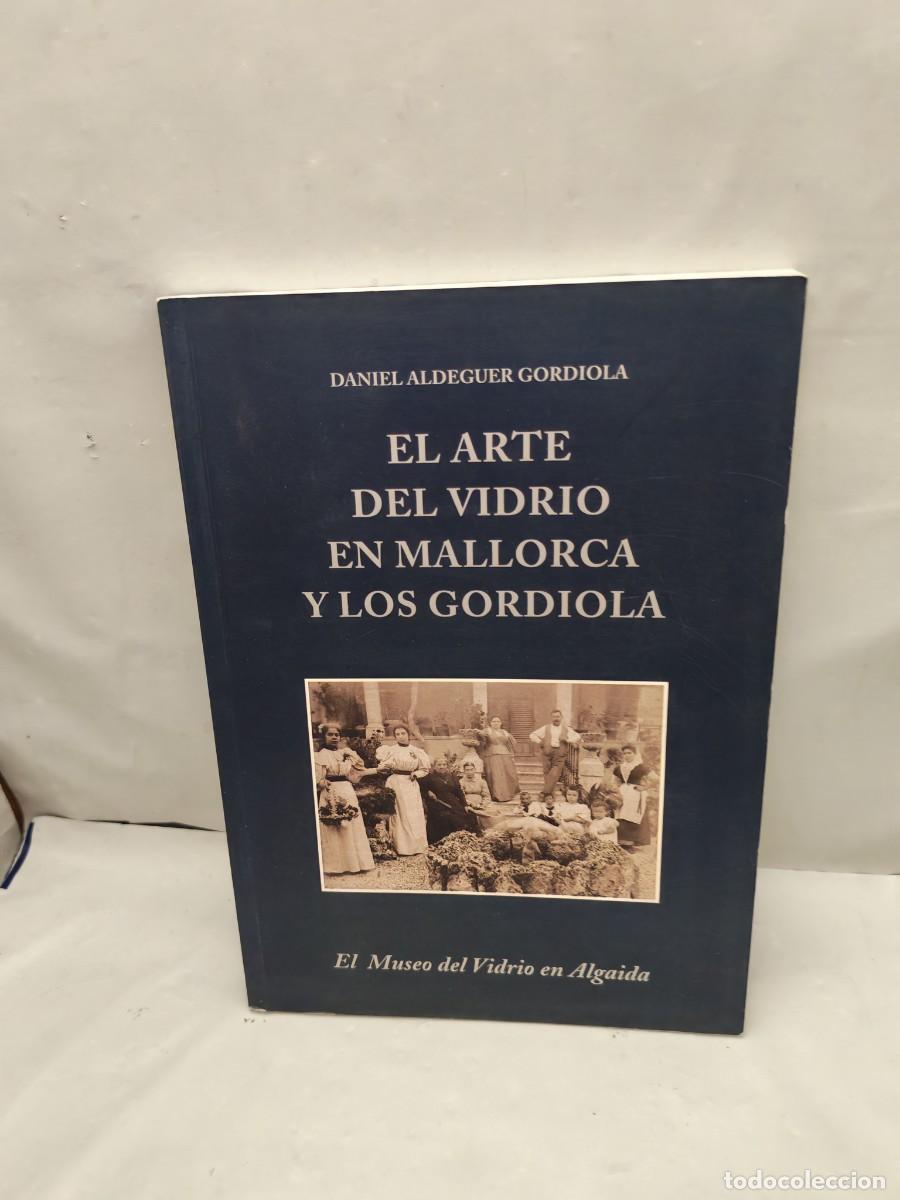 DANIEL ALDEGUER GORDIOLA
EL ARTE
DEL VIDRIO
EN MALLORCA
Y LOS GORDIOLA
El Museo del Vidrio en Algaida
todocoleccion